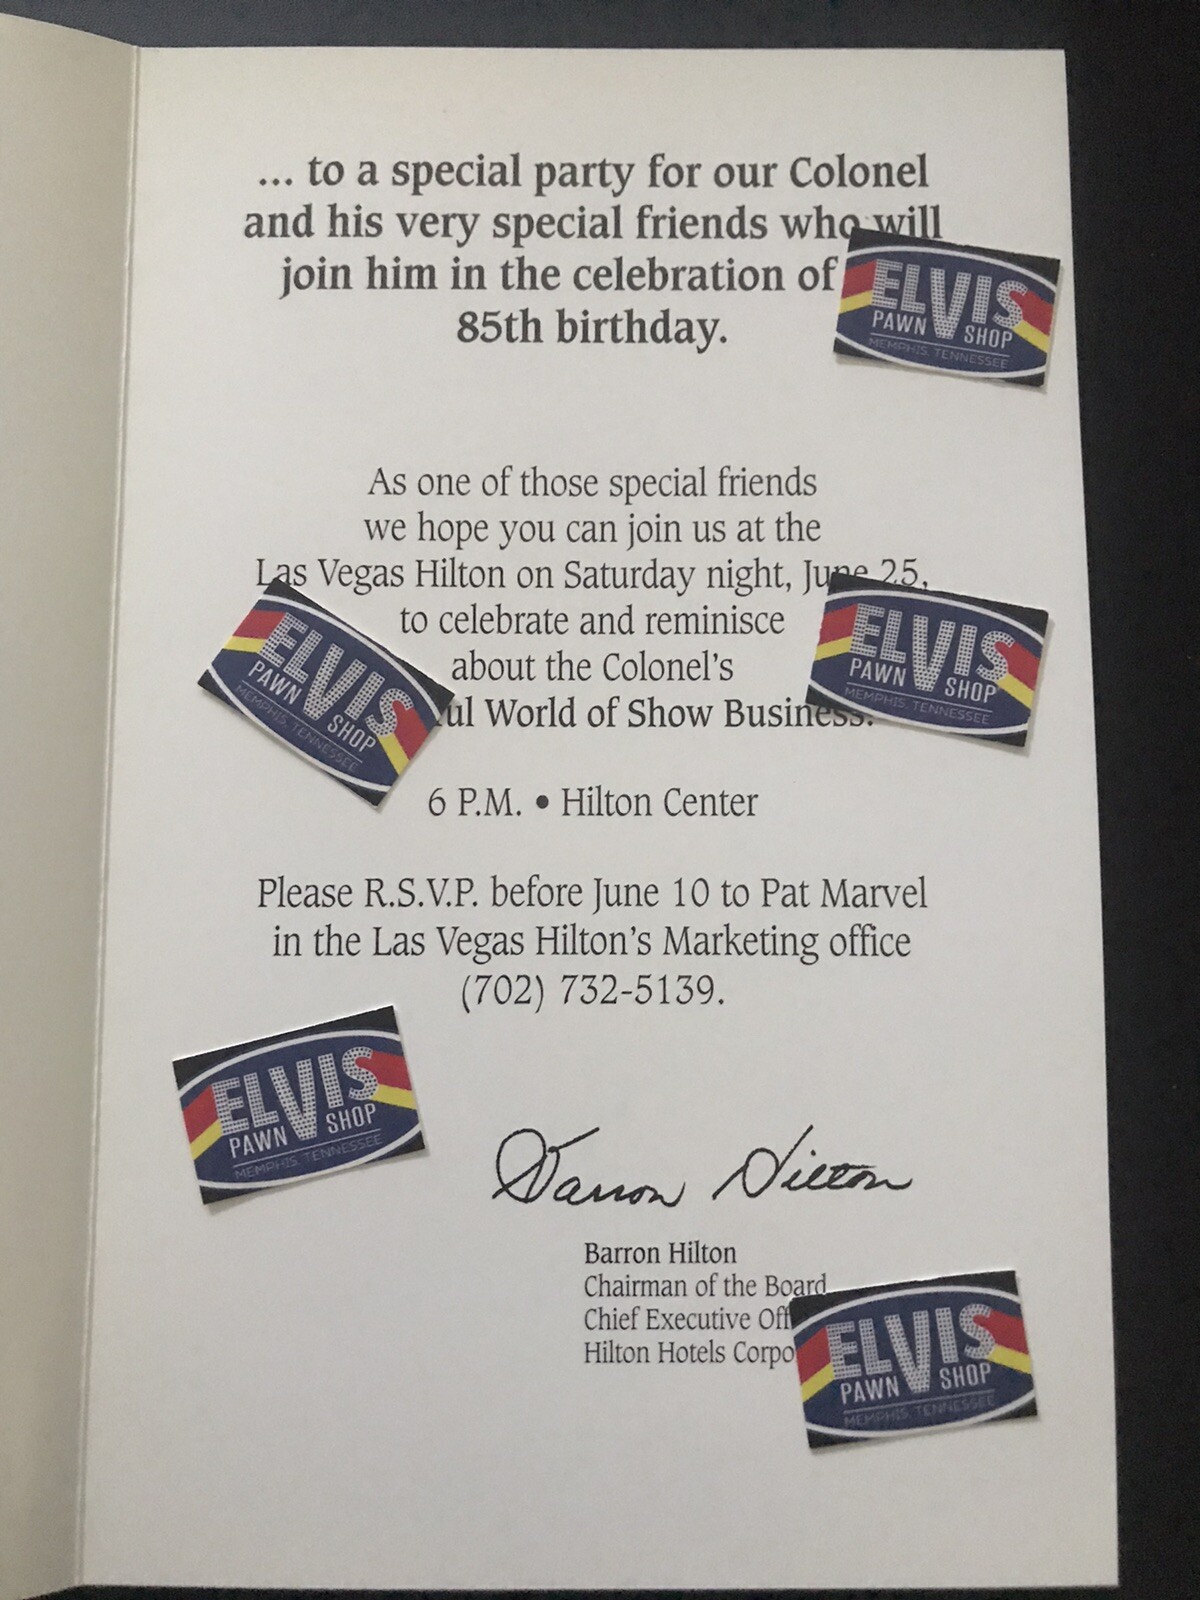 ... to a special party for our Colonel
and his very special friends who will
join him in the celebration of
85th birthday.
As one of those special friends
we hope you can join us at the
Las Vegas Hilton on Saturday night, June 25,
to celebrate and reminisce
about the Colonel's
ul World of Show Business.
6 P.M. • Hilton Center
Please R.S.V.P. before June 10 to Pat Marvel
in the Las Vegas Hilton's Marketing office
(702) 732-5139.
Barron Hilton
Barron Hilton
Chairman of the Board
Chief Executive Off
Hilton Hotels Corpo
ELVIS
PAWN SHOP
MEMPHIS, TENNESSEE
ELVIS
PAWN SHOP
MEMPHIS, TENNESSEE
ELVIS
PAWN SHOP
MEMPHIS, TENNESSEE
ELVIS
PAWN SHOP
MEMPHIS, TENNESSEE
ELVIS
PAWN SHOP
MEMPHIS, TENNESSEE